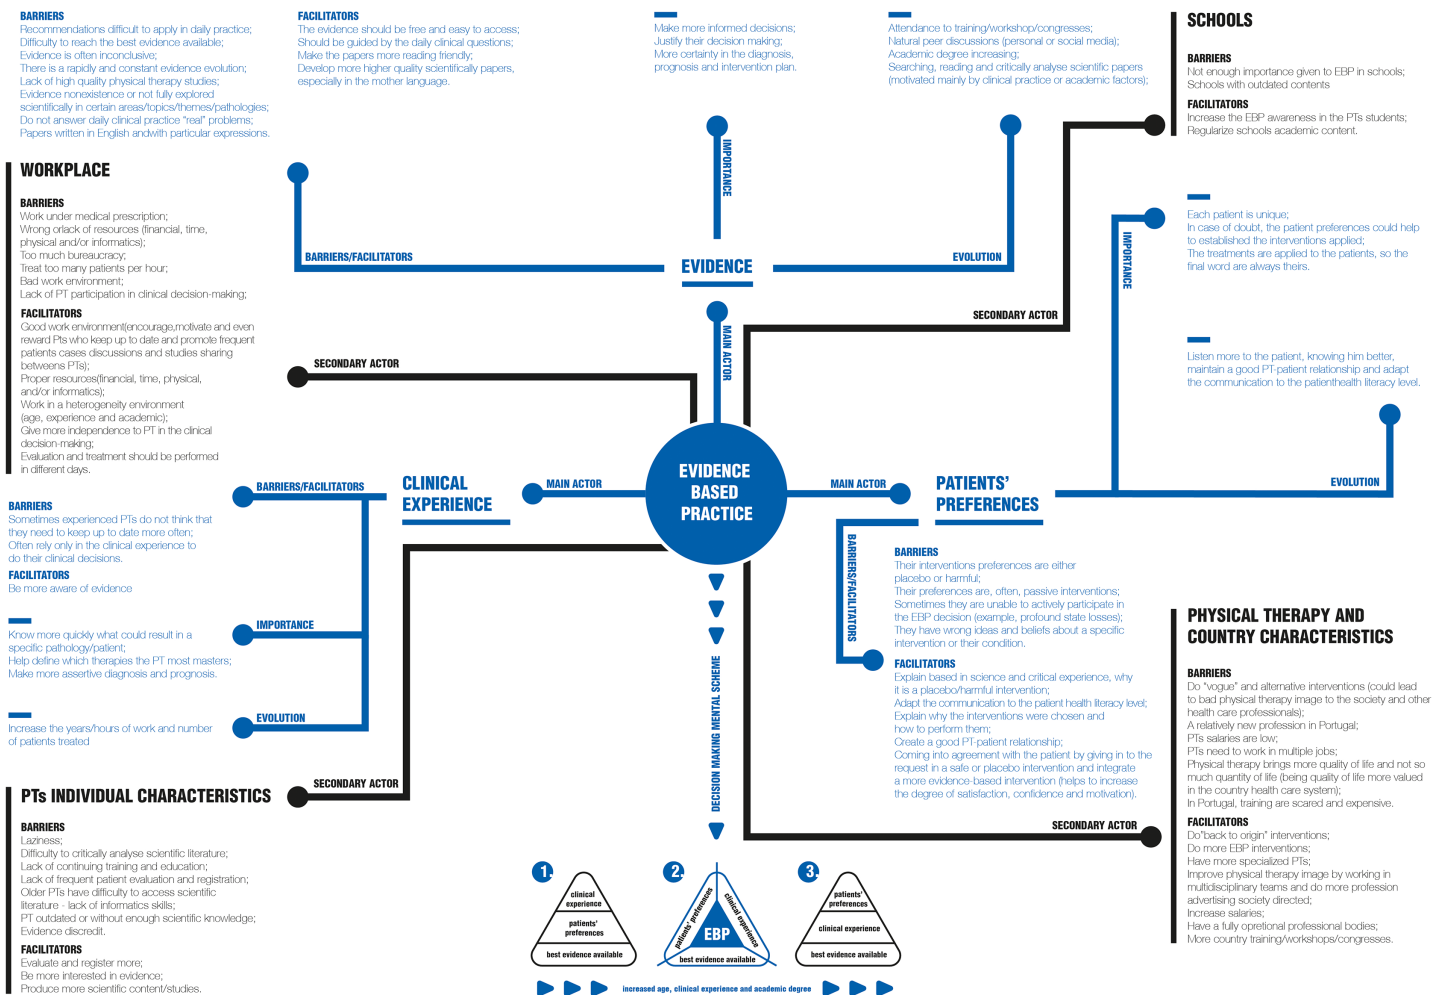 BARRIERS
Recommendations difficult to apply in daily practice;
Difficulty to reach the best evidence available;
Evidence is often inconclusive;
There is a rapidly and constant evidence evolution;
Lack of high quality physical therapy studies;
Evidence nonexistence or not fully explored
scientifically in certain areas/topics/themes/pathologies;
Do not answer daily clinical practice "real" problems;
Papers written in English andwith particular expressions.
FACILITATORS
The evidence should be free and easy to access;
Should be guided by the daily clinical questions;
Make the papers more reading friendly;
Develop more higher quality scientifically papers,
especially in the mother language.
Make more informed decisions;
Justify their decision making;
More certainty in the diagnosis,
prognosis and intervention plan.
Attendance to training/workshop/congresses;
Natural peer discussions (personal or social media);
Academic degree increasing;
Searching, reading and critically analyse scientific papers
(motivated mainly by clinical practice or academic factors);
SCHOOLS
BARRIERS
Not enough importance given to EBP in schools;
Schools with outdated contents
FACILITATORS
Increase the EBP awareness in the PTs students;
Regularize schools academic content.
WORKPLACE
BARRIERS
Work under medical prescription;
Wrong orlack of resources (financial, time,
physical and/or informatics);
Too much bureaucracy;
Treat too many patients per hour;
Bad work environment;
Lack of PT participation in clinical decision-making;
FACILITATORS
Good work environment(encourage,motivate and even
reward Pts who keep up to date and promote frequent
patients cases discussions and studies sharing
betweens PTs);
Proper resources(financial, time, physical,
and/or informatics);
Work in a heterogeneity environment
(age, experience and academic);
Give more independence to PT in the clinical
decision-making;
Evaluation and treatment should be performed
in different days.
BARRIERS/FACILITATORS
IMPORTANCE
EVIDENCE
EVOLUTION
MAIN ACTOR
SECONDARY ACTOR
SECONDARY ACTOR
IMPORTANCE
Each patient is unique;
In case of doubt, the patient preferences could help
to established the interventions applied;
The treatments are applied to the patients, so the
final word are always theirs.
Listen more to the patient, knowing him better,
maintain a good PT-patient relationship and adapt
the communication to the patienthealth literacy level.
EVOLUTION
BARRIERS/FACILITATORS
CLINICAL
EXPERIENCE
MAIN ACTOR
EVIDENCE
BASED
PRACTICE
MAIN ACTOR
PATIENTS'
PREFERENCES
BARRIERS
Sometimes experienced PTs do not think that
they need to keep up to date more often;
Often rely only in the clinical experience to
do their clinical decisions.
FACILITATORS
Be more aware of evidence
IMPORTANCE
Know more quickly what could result in a
specific pathology/patient;
Help define which therapies the PT most masters;
Make more assertive diagnosis and prognosis.
EVOLUTION
Increase the years/hours of work and number
of patients treated
BARRIERS/FACILITATORS
BARRIERS
Their interventions preferences are either
placebo or harmful;
Their preferences are, often, passive interventions;
Sometimes they are unable to actively participate in
the EBP decision (example, profound state losses);
They have wrong ideas and beliefs about a specific
intervention or their condition.
FACILITATORS
Explain based in science and critical experience, why
it is a placebo/harmful intervention;
Adapt the communication to the patient health literacy level;
Explain why the interventions were chosen and
how to perform them;
Create a good PT-patient relationship;
Coming into agreement with the patient by giving in to the
request in a safe or placebo intervention and integrate
a more evidence-based intervention (helps to increase
the degree of satisfaction, confidence and motivation).
PHYSICAL THERAPY AND
COUNTRY CHARACTERISTICS
BARRIERS
Do "vogue" and alternative interventions (could lead
to bad physical therapy image to the society and other
health care professionals);
A relatively new profession in Portugal;
PTs salaries are low;
PTs need to work in multiple jobs;
Physical therapy brings more quality of life and not so
much quantity of life (being quality of life more valued
in the country health care system);
In Portugal, training are scared and expensive.
FACILITATORS
Do"back to origin" interventions;
Do more EBP interventions;
Have more specialized PTs;
Improve physical therapy image by working in
multidisciplinary teams and do more profession
advertising society directed;
Increase salaries;
Have a fully opretional professional bodies;
More country training/workshops/congresses.
SECONDARY ACTOR
SECONDARY ACTOR
PTs INDIVIDUAL CHARACTERISTICS
BARRIERS
Laziness;
Difficulty to critically analyse scientific literature;
Lack of continuing training and education;
Lack of frequent patient evaluation and registration;
Older PTs have difficulty to access scientific
literature - lack of informatics skills;
PT outdated or without enough scientific knowledge;
Evidence discredit.
FACILITATORS
Evaluate and register more;
Be more interested in evidence;
Produce more scientific content/studies.
DECISION MAKING MENTAL SCHEME
1.
clinical
experience
patients'
preferences
best evidence available
2.
patients' preferences
clinical experience
EBP
best evidence available
3.
patients'
preferences
clinical experience
best evidence available
increased age, clinical experience and academic degree